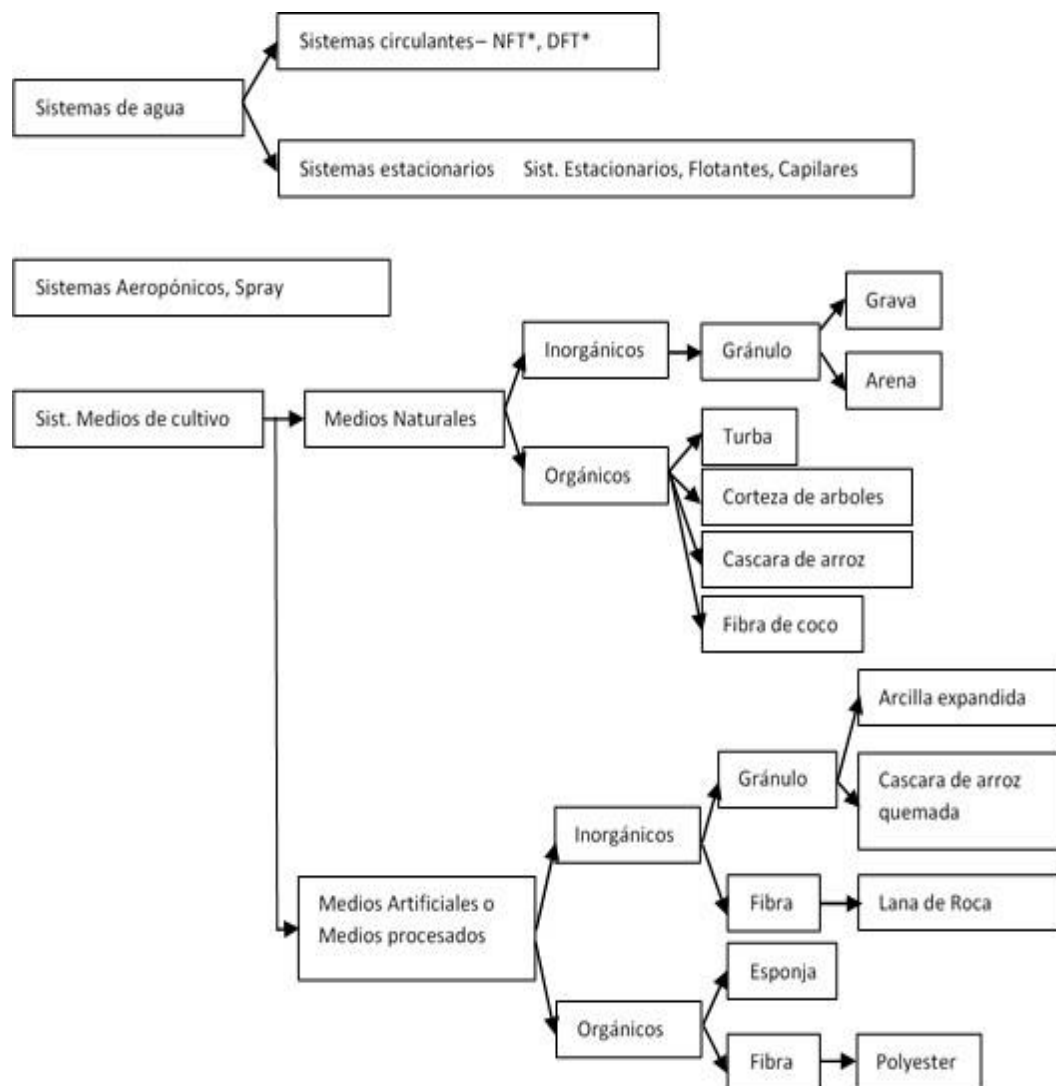 Sistemas circulantes– NFT*, DFT*
Sistemas de agua
Sistemas estacionarios Sist. Estacionarios, Flotantes, Capilares
Sistemas Aeropónicos, Spray
Grava
Inorgánicos
Gránulo
Arena
Sist. Medios de cultivo
Medios Naturales
Turba
Orgánicos
Corteza de arboles
Cascara de arroz
Fibra de coco
Arcilla expandida
Gránulo
Cascara de arroz
quemada
Inorgánicos
Fibra
Lana de Roca
Medios Artificiales o
Medios procesados
Esponja
Orgánicos
Fibra
Polyester